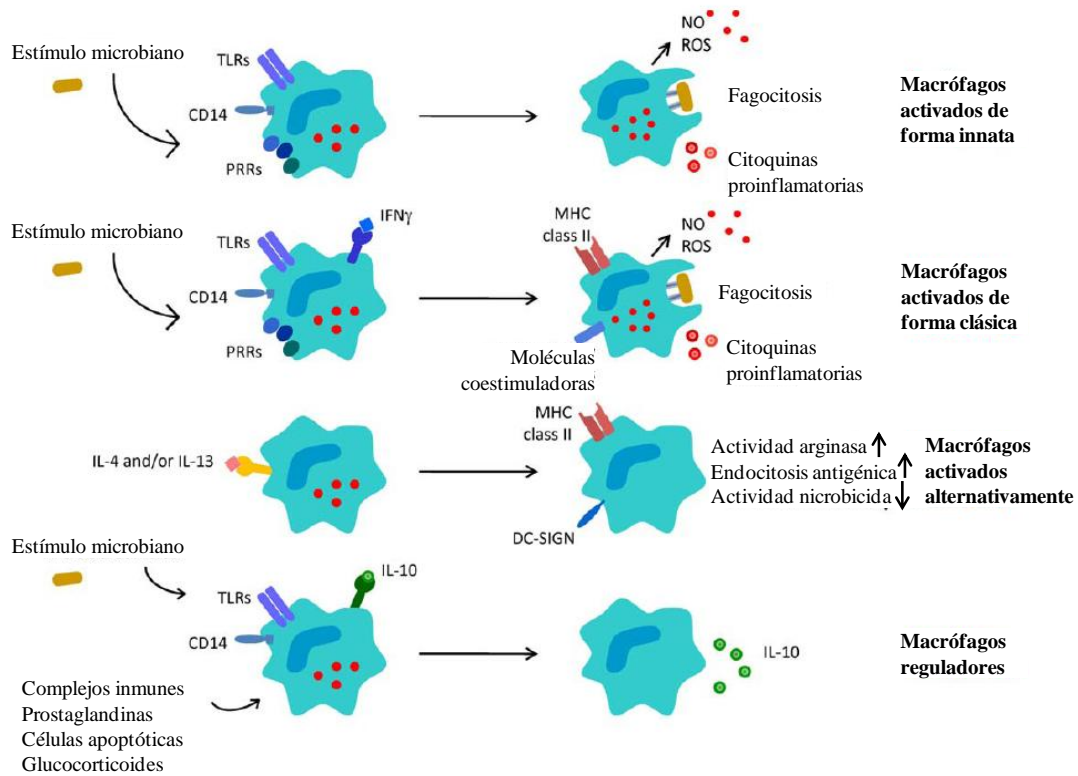 Estímulo microbiano
TLRs
CD14
PRRs
NO
ROS
Fagocitosis
Citoquinas
proinflamatorias
Macrófagos
activados de
forma innata
Estímulo microbiano
TLRs
CD14
PRRs
IFNγ
MHC
class II
NO
ROS
Fagocitosis
Moléculas
coestimuladoras
Citoquinas
proinflamatorias
Macrófagos
activados de
forma clásica
IL-4 and/or IL-13
MHC
class II
DC-SIGN
Actividad arginasa
Endocitosis antigénica
Actividad nicrobicida
Macrófagos
activados
alternativamente
Estímulo microbiano
TLRs
CD14
IL-10
Complejos inmunes
Prostaglandinas
Células apoptóticas
Glucocorticoides
IL-10
Macrófagos
reguladores